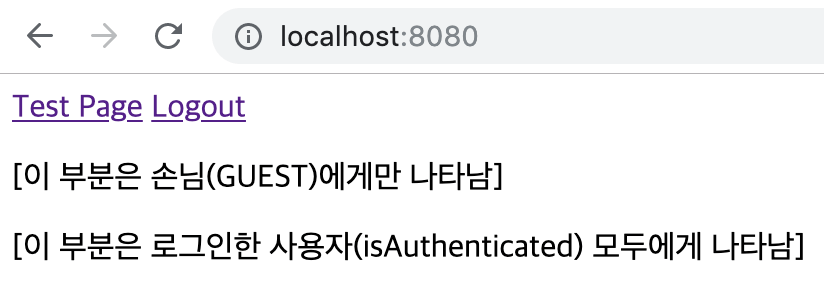 localhost:8080
Test Page Logout
[이 부분은 손님(GUEST)에게만 나타남]
[이 부분은 로그인한 사용자(isAuthenticated) 모두에게 나타남]